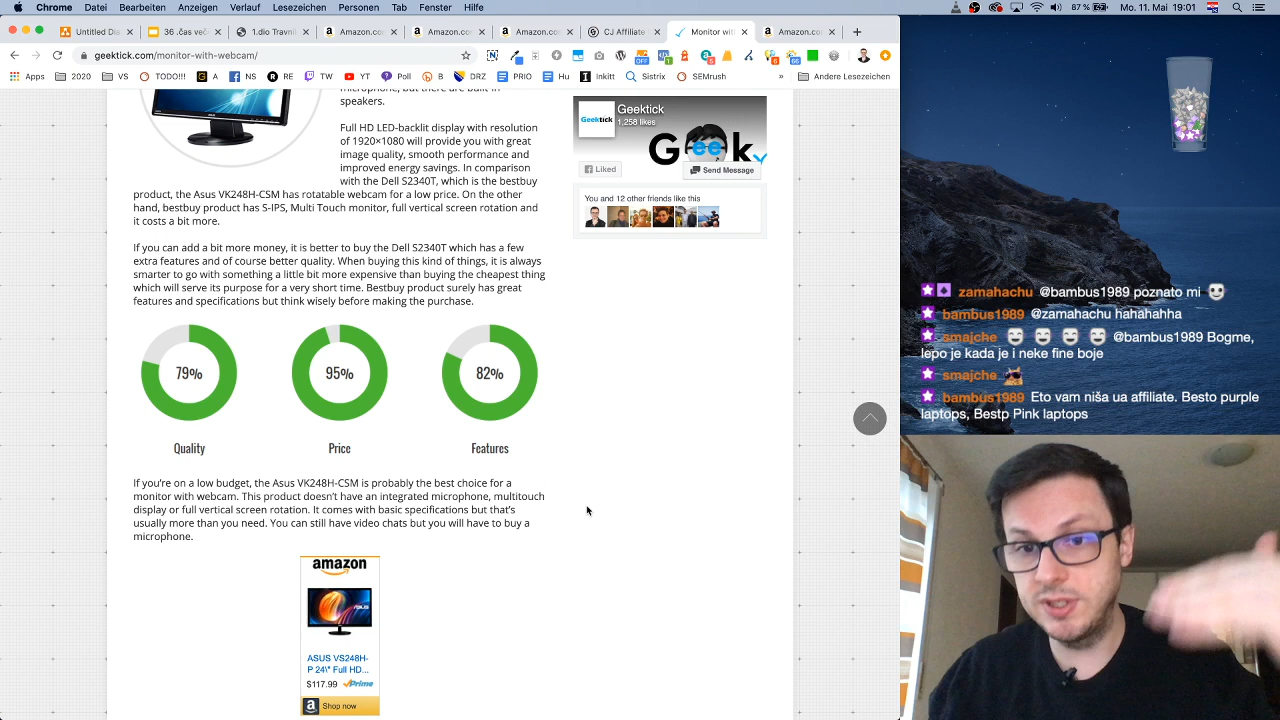 Chrome Datei Bearbeiten Anzeigen Verlauf Lesezeichen Personen Tab Fenster Hilfe
87% Mo. 11. Mai 19:01
Untitled Dia
36 .čas več
1.dio Travni
Amazon.co
Amazon.co
Amazon.co
CJ Affiliate
Monitor wit
Amazon.co
geektick.com/monitor-with-webcam/
Apps 2020 VS TODO!!! A NS RE TW YT Poll B DRZ PRIO Hu Inkitt Sistrix SEMrush » Andere Lesezeichen
microphone, but there are built-in
speakers.
Full HD LED-backlit display with resolution
of 1920×1080 will provide you with great
image quality, smooth performance and
improved energy savings. In comparison
with the Dell S2340T, which is the bestbuy
product, the Asus VK248H-CSM has rotatable webcam for a low price. On the other
hand, bestbuy product has S-IPS, Multi Touch monitor, full vertical screen rotation and
it costs a bit more.
If you can add a bit more money, it is better to buy the Dell S2340T which has a few
extra features and of course better quality. When buying this kind of things, it is always
smarter to go with something a little bit more expensive than buying the cheapest thing
which will serve its purpose for a very short time. Bestbuy product surely has great
features and specifications but think wisely before making the purchase.
79% 95% 82%
Quality Price Features
If you're on a low budget, the Asus VK248H-CSM is probably the best choice for a
monitor with webcam. This product doesn't have an integrated microphone, multitouch
display or full vertical screen rotation. It comes with basic specifications but that's
usually more than you need. You can still have video chats but you will have to buy a
microphone.
amazon
ASUS VS248H-
P 24\" Full HD...
$117.99 Prime
Shop now
Geektick
Geektick
1,258 likes
Geek
Liked
Send Message
You and 12 other friends like this
zamahachu @bambus1989 poznato mi
bambus1989 @zamahachu hahahahha
smajche @bambus1989 Bogme,
lepo je kada je i neke fine boje
smajche
bambus1989 Eto vam niša ua affiliate. Besto purple
laptops, Bestp Pink laptops